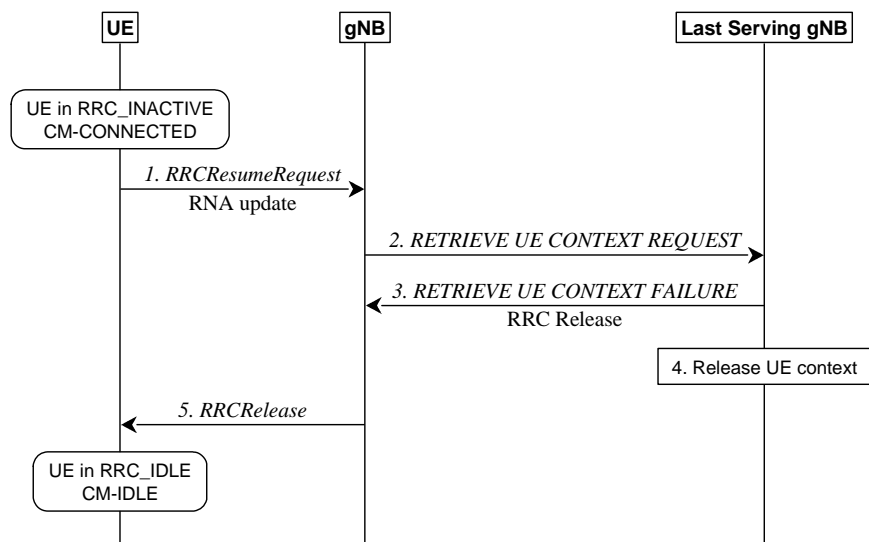 UE
gNB
Last Serving gNB
UE in RRC_INACTIVE
CM-CONNECTED
1. RRCResumeRequest
RNA update
2. RETRIEVE UE CONTEXT REQUEST
3. RETRIEVE UE CONTEXT FAILURE
RRC Release
4. Release UE context
5. RRCRelease
UE in RRC_IDLE
CM-IDLE